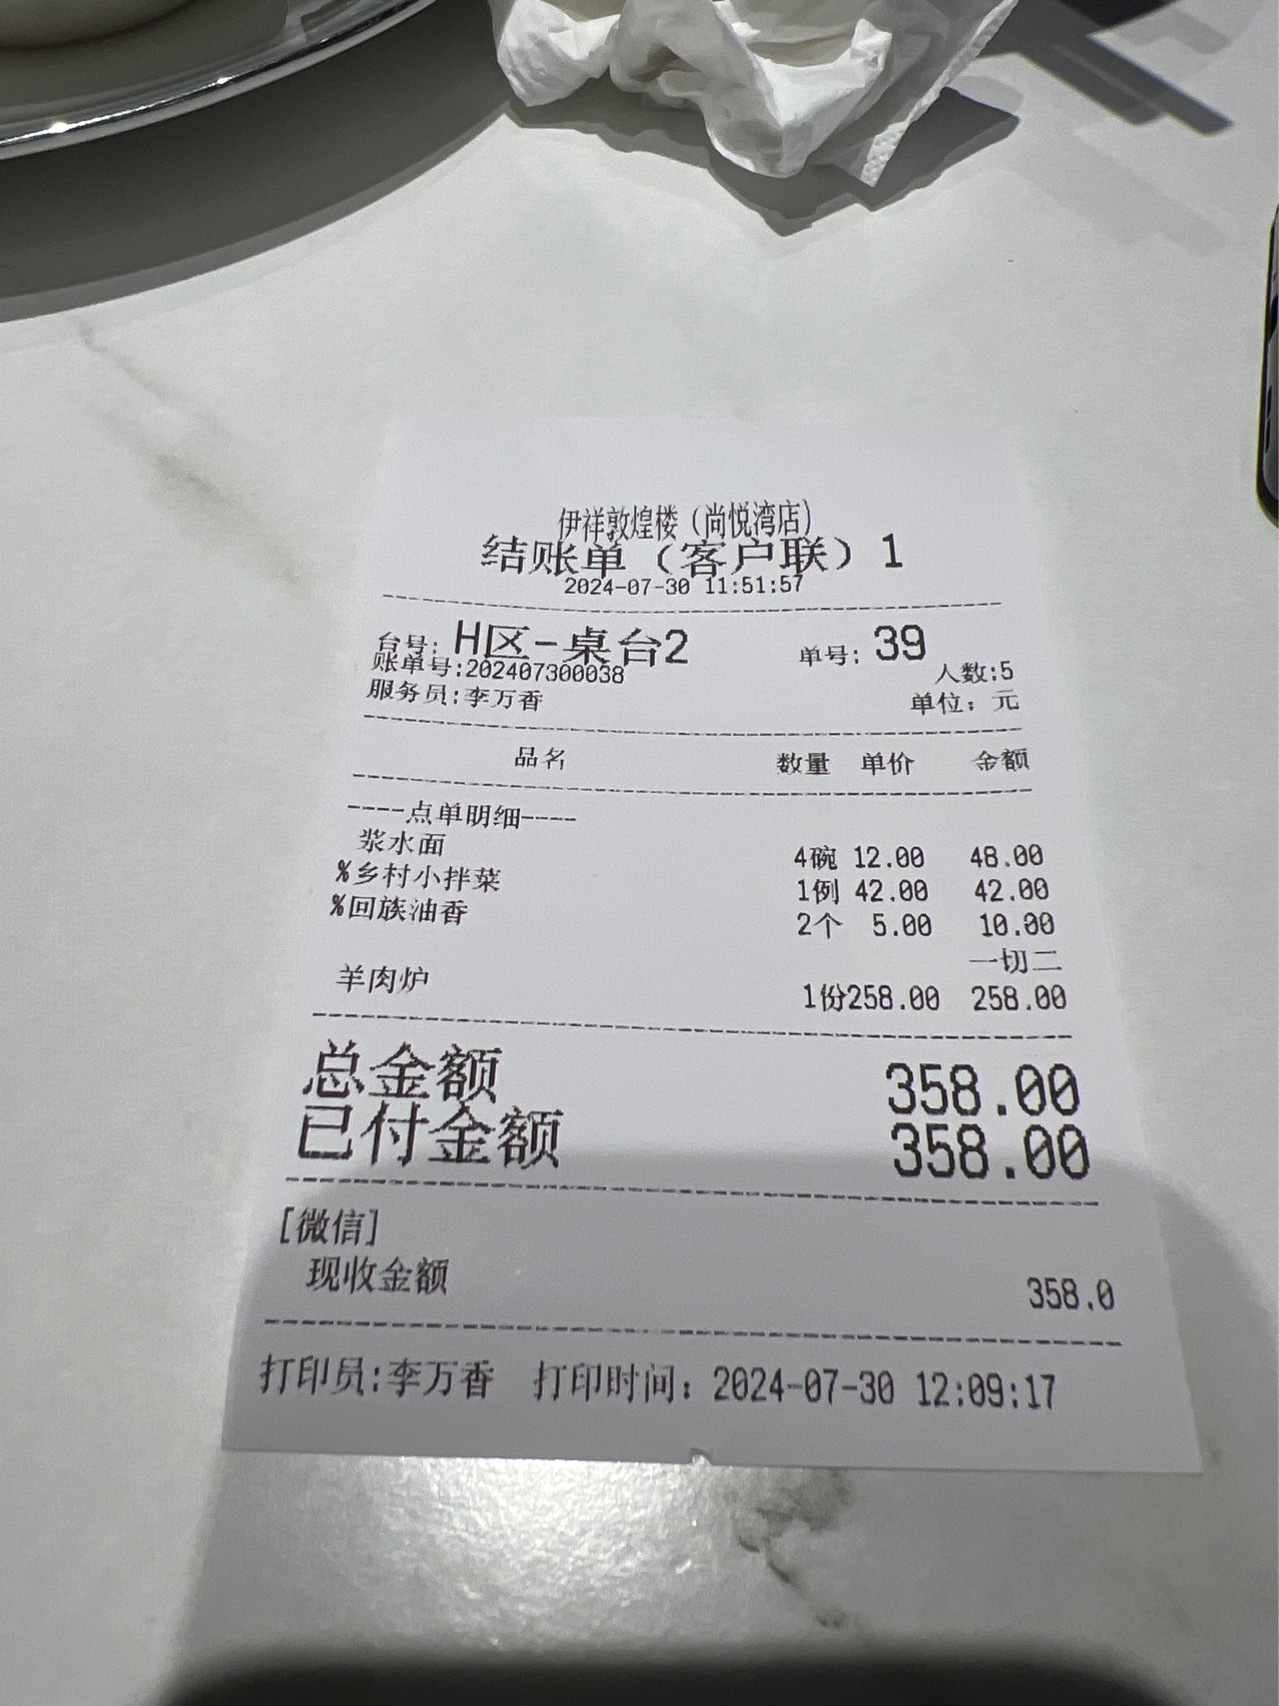 伊祥敦煌楼（尚悦湾店）
结账单（客户联）1
2024-07-30 11:51:57
台号: H区-桌台2 单号: 39
账单号:202407300038 人数:5
服务员:李万香 单位: 元
品名 数量 单价 金额
----点单明细----
浆水面 4碗 12.00 48.00
%乡村小拌菜 1例 42.00 42.00
%回族油香 2个 5.00 10.00
一切二
羊肉炉 1份258.00 258.00
总金额 358.00
已付金额 358.00
[微信]
现收金额 358.0
打印员:李万香 打印时间: 2024-07-30 12:09:17